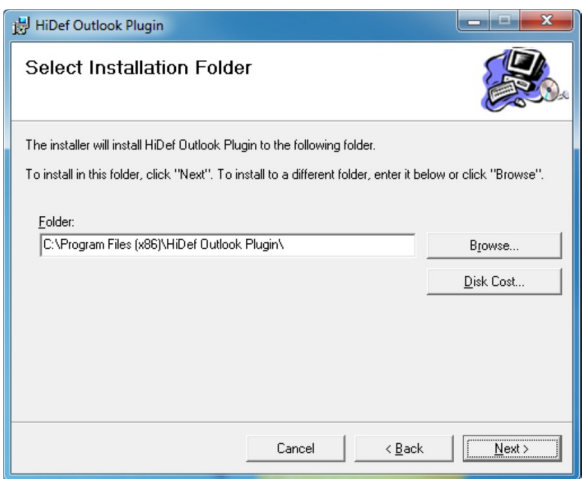 HiDef Outlook Plugin
Select Installation Folder
The installer will install HiDef Outlook Plugin to the following folder.
To install in this folder, click "Next". To install to a different folder, enter it below or click "Browse".
Folder:
C:\Program Files (x86)\HiDef Outlook Plugin\
Browse...
Disk Cost...
Cancel
< Back
Next >